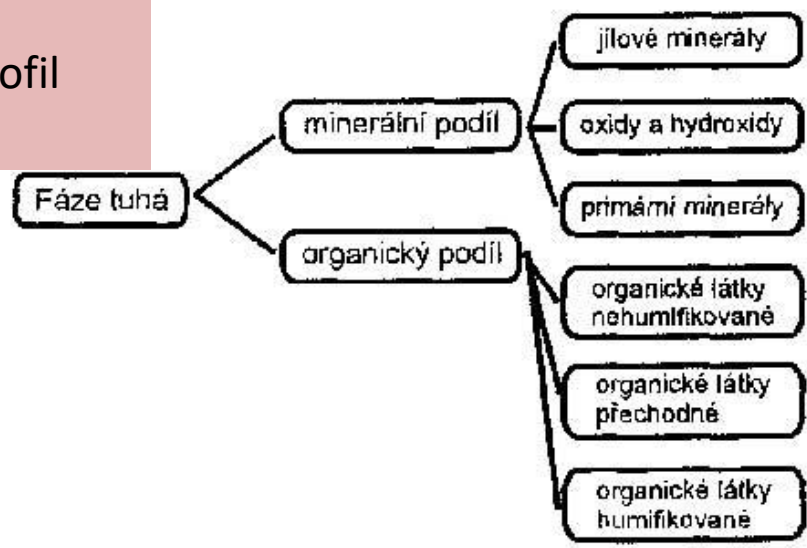 ofil
Fáze tuhá
minerální podíl
organický podíl
jílové minerály
oxidy a hydroxidy
primární minerály
organické látky
nehumifikované
organické látky
přechodné
organické látky
humifikované